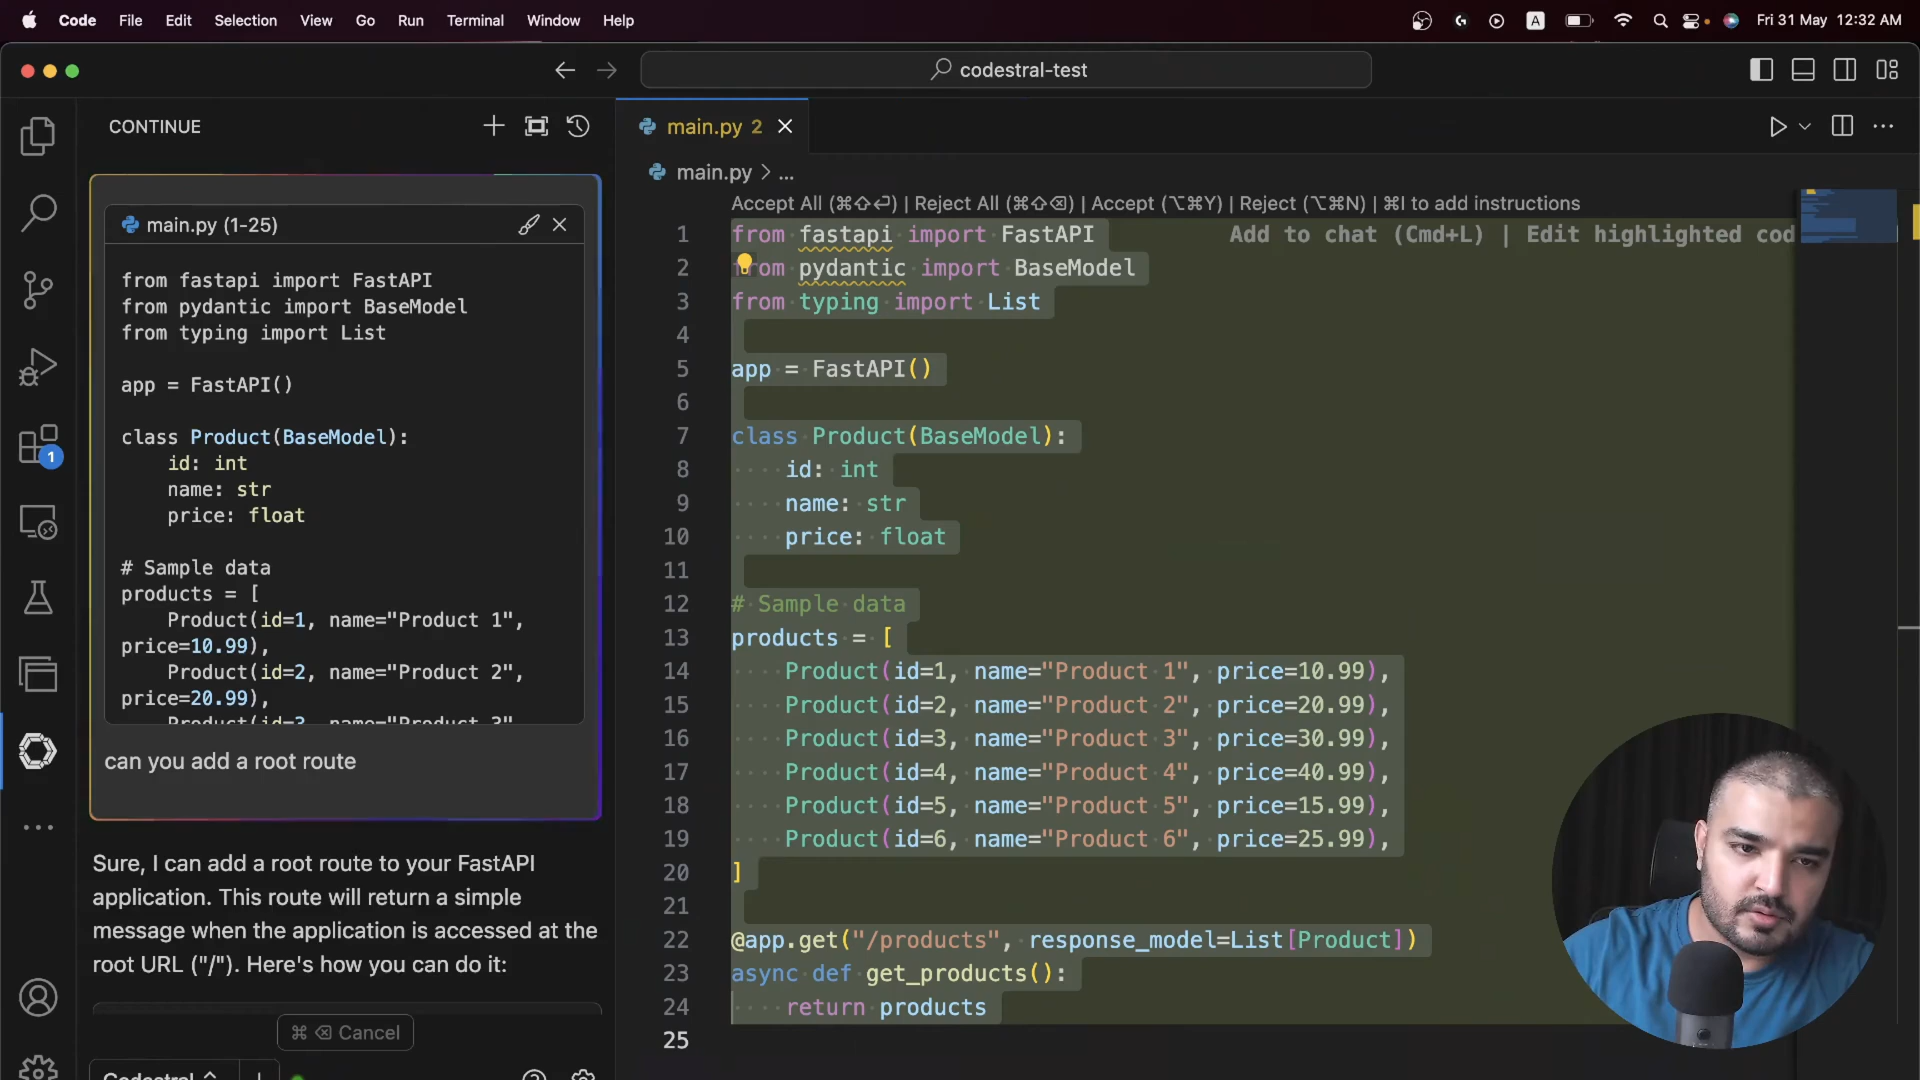 Code File Edit Selection View Go Run Terminal Window Help
A
Fri 31 May 12:32 AM
codestral-test
CONTINUE
main.py (1-25)
from fastapi import FastAPI
from pydantic import BaseModel
from typing import List
app = FastAPI()
class Product(BaseModel):
id: int
name: str
price: float
# Sample data
products = [
Product(id=1, name="Product 1",
price=10.99),
Product(id=2, name="Product 2",
price=20.99),
Product(id=3, name="Product 3",
can you add a root route
Sure, I can add a root route to your FastAPI
application. This route will return a simple
message when the application is accessed at the
root URL ("/"). Here's how you can do it:
⌘ ⌫ Cancel
Codestral
1
main.py 2
main.py > ...
Accept All (⌘⇧⏎) | Reject All (⌘⇧⌫) | Accept (⌥⌘Y) | Reject (⌥⌘N) | ⌘I to add instructions
1 from fastapi import FastAPI Add to chat (Cmd+L) | Edit highlighted cod
2 from pydantic import BaseModel
3 from typing import List
4
5 app = FastAPI()
6
7 class Product(BaseModel):
8 id: int
9 name: str
10 price: float
11
12 # Sample data
13 products = [
14 Product(id=1, name="Product 1", price=10.99),
15 Product(id=2, name="Product 2", price=20.99),
16 Product(id=3, name="Product 3", price=30.99),
17 Product(id=4, name="Product 4", price=40.99),
18 Product(id=5, name="Product 5", price=15.99),
19 Product(id=6, name="Product 6", price=25.99),
20 ]
21
22 @app.get("/products", response_model=List[Product])
23 async def get_products():
24 return products
25